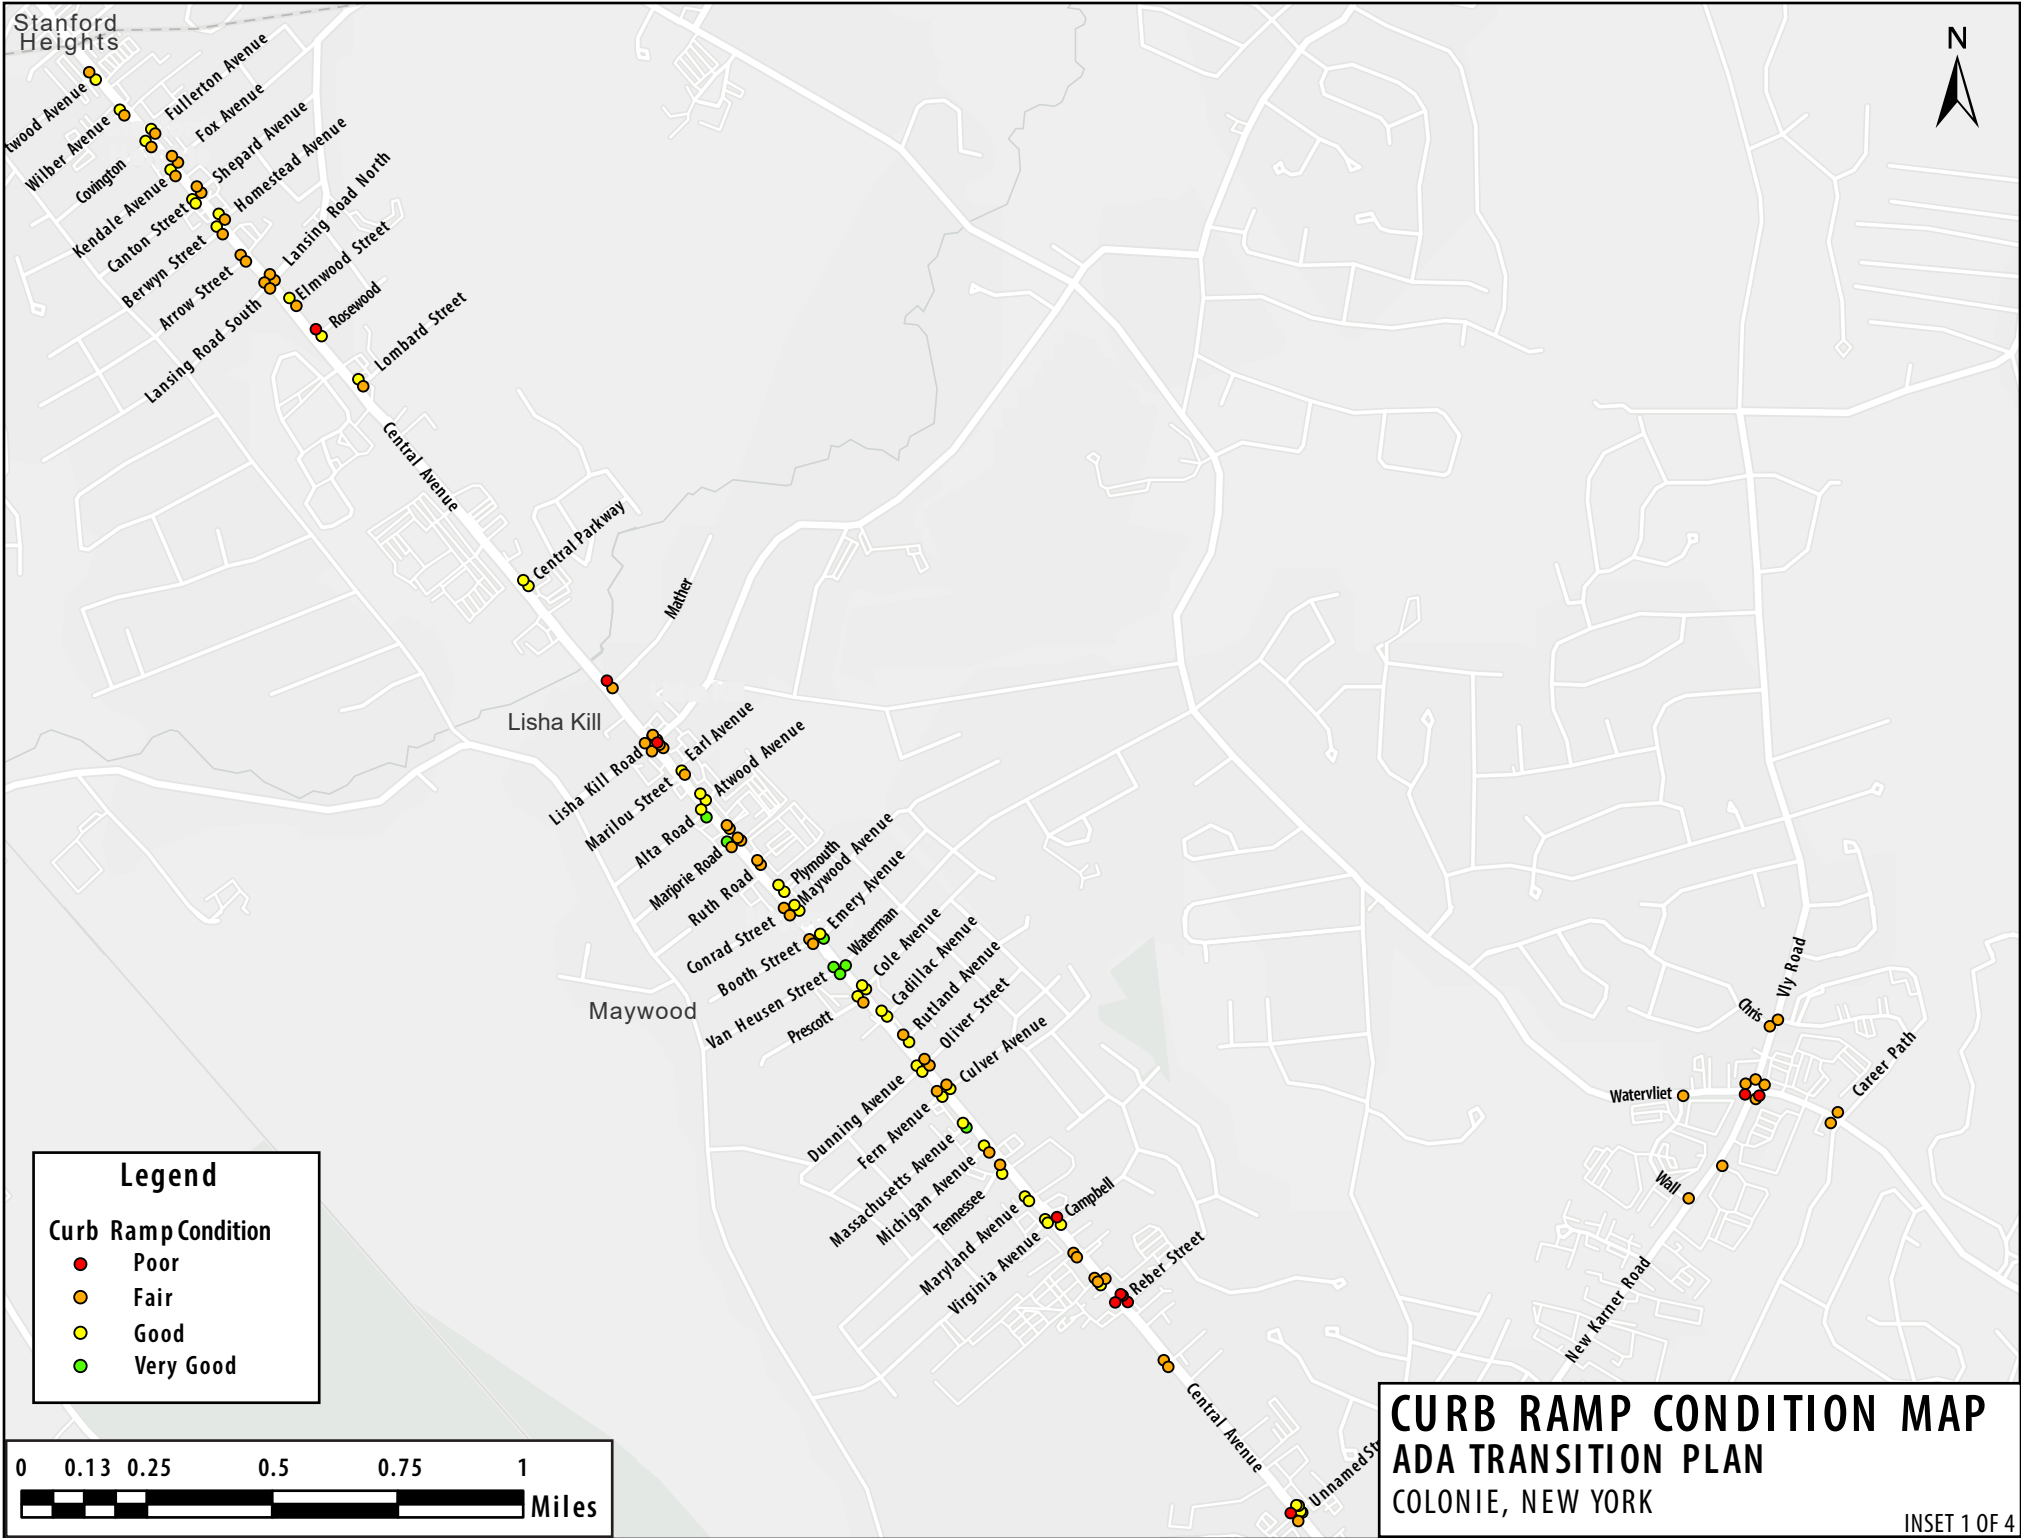 Stanford
Heights
N
Fullerton Avenue
twood Avenue
Fox Avenue
Wilber Avenue
Shepard Avenue
Covington
Homestead Avenue
Kendale Avenue
Lansing Road North
Canton Street
Berwyn Street
Elmwood Street
Arrow Street
Rosewood
Lansing Road South
Lombard Street
Central Avenue
Central Parkway
Mather
Lisha Kill
Earl Avenue
Lisha Kill Road
Atwood Avenue
Marilou Street
Alta Road
Marjorie Road
Plymouth
Maywood Avenue
Ruth Road
Emery Avenue
Conrad Street
Waterman
Booth Street
Cole Avenue
Van Heusen Street
Cadillac Avenue
Maywood
Prescott
Rutland Avenue
Oliver Street
Culver Avenue
Dunning Avenue
Fern Avenue
Massachusetts Avenue
Michigan Avenue
Tennessee
Maryland Avenue
Campbell
Virginia Avenue
Reber Street
Central Avenue
Unnamed Str
Vly Road
Chris
Career Path
Watervliet
Wall
New Karner Road
Legend
Curb Ramp Condition
Poor
Fair
Good
Very Good
0 0.13 0.25 0.5 0.75 1
Miles
CURB RAMP CONDITION MAP
ADA TRANSITION PLAN
COLONIE, NEW YORK
INSET 1 OF 4